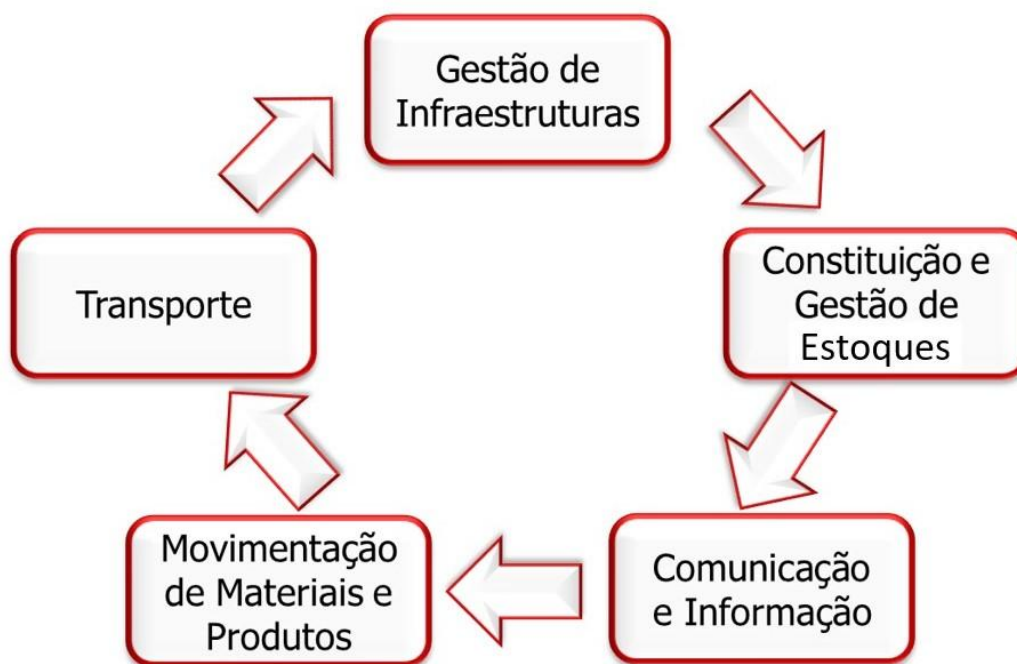 Gestão de
Infraestruturas
Constituição e
Gestão de
Estoques
Comunicação
e Informação
Movimentação
de Materiais e
Produtos
Transporte